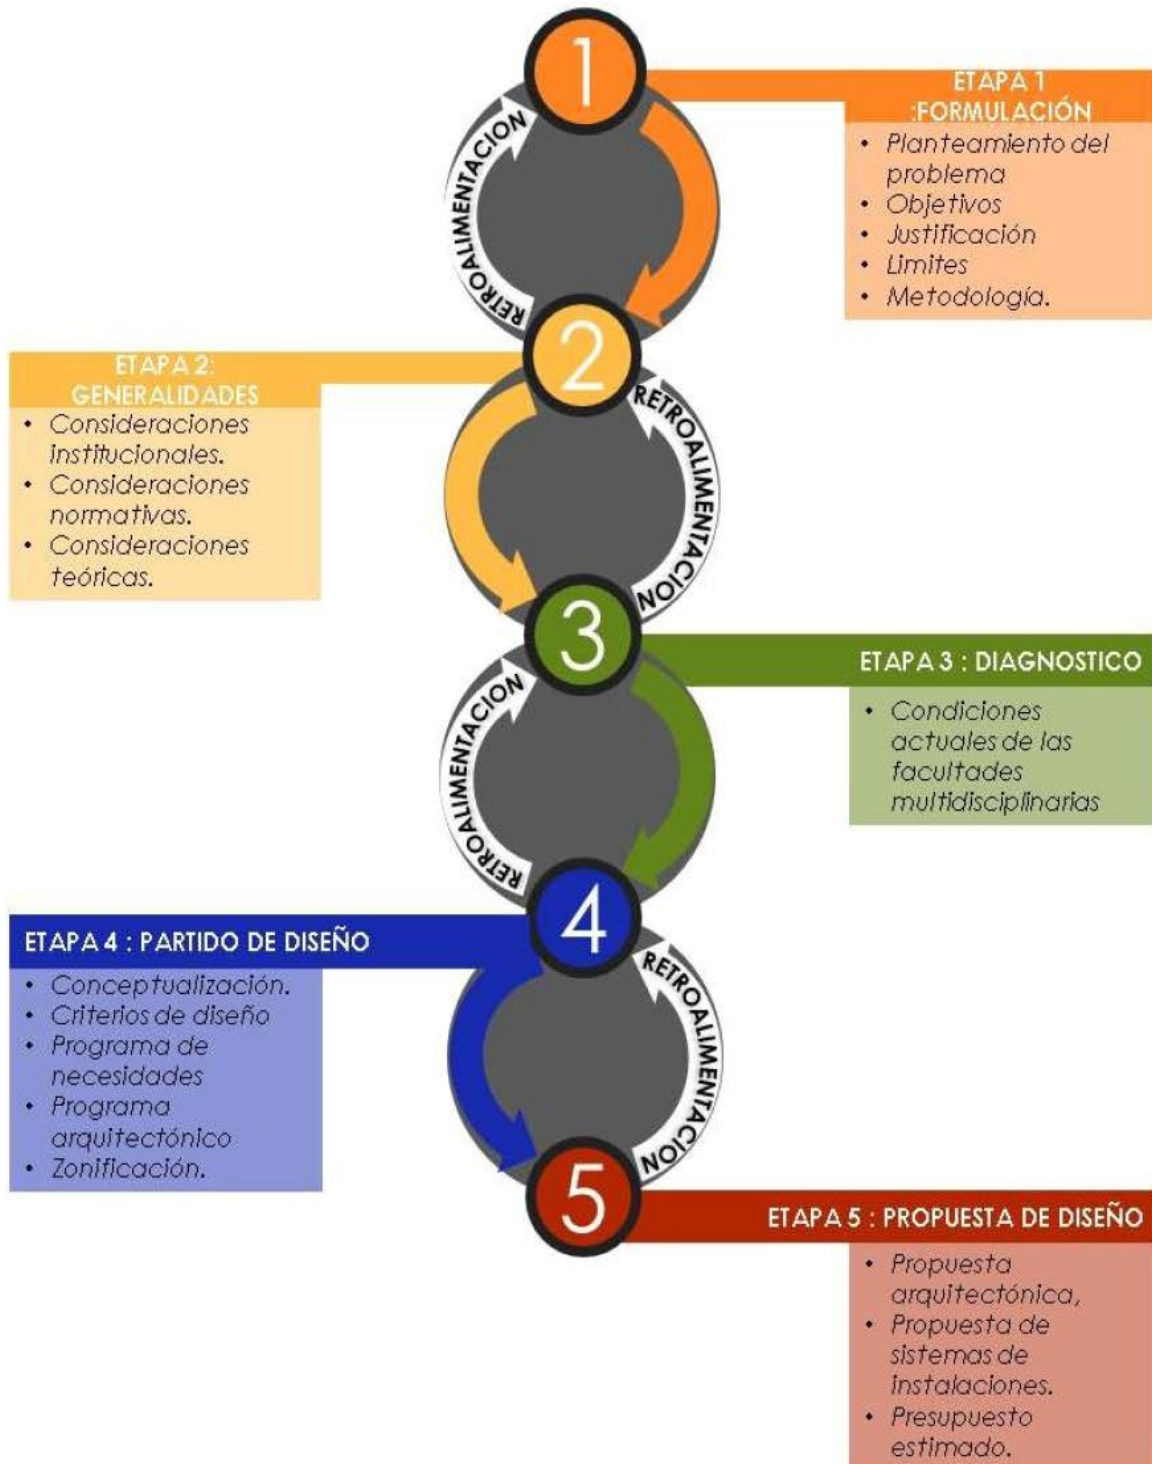 1
ETAPA 1
:FORMULACIÓN
• Planteamiento del
problema
• Objetivos
• Justificación
• Limites
• Metodología.
RETROALIMENTACION
2
ETAPA 2:
GENERALIDADES
• Consideraciones
institucionales.
• Consideraciones
normativas.
• Consideraciones
teóricas.
RETROALIMENTACION
3
ETAPA 3 : DIAGNOSTICO
• Condiciones
actuales de las
facultades
multidisciplinarias
RETROALIMENTACION
4
ETAPA 4 : PARTIDO DE DISEÑO
• Conceptualización.
• Criterios de diseño
• Programa de
necesidades
• Programa
arquitectónico
• Zonificación.
RETROALIMENTACION
5
ETAPA 5 : PROPUESTA DE DISEÑO
• Propuesta
arquitectónica,
• Propuesta de
sistemas de
instalaciones.
• Presupuesto
estimado.